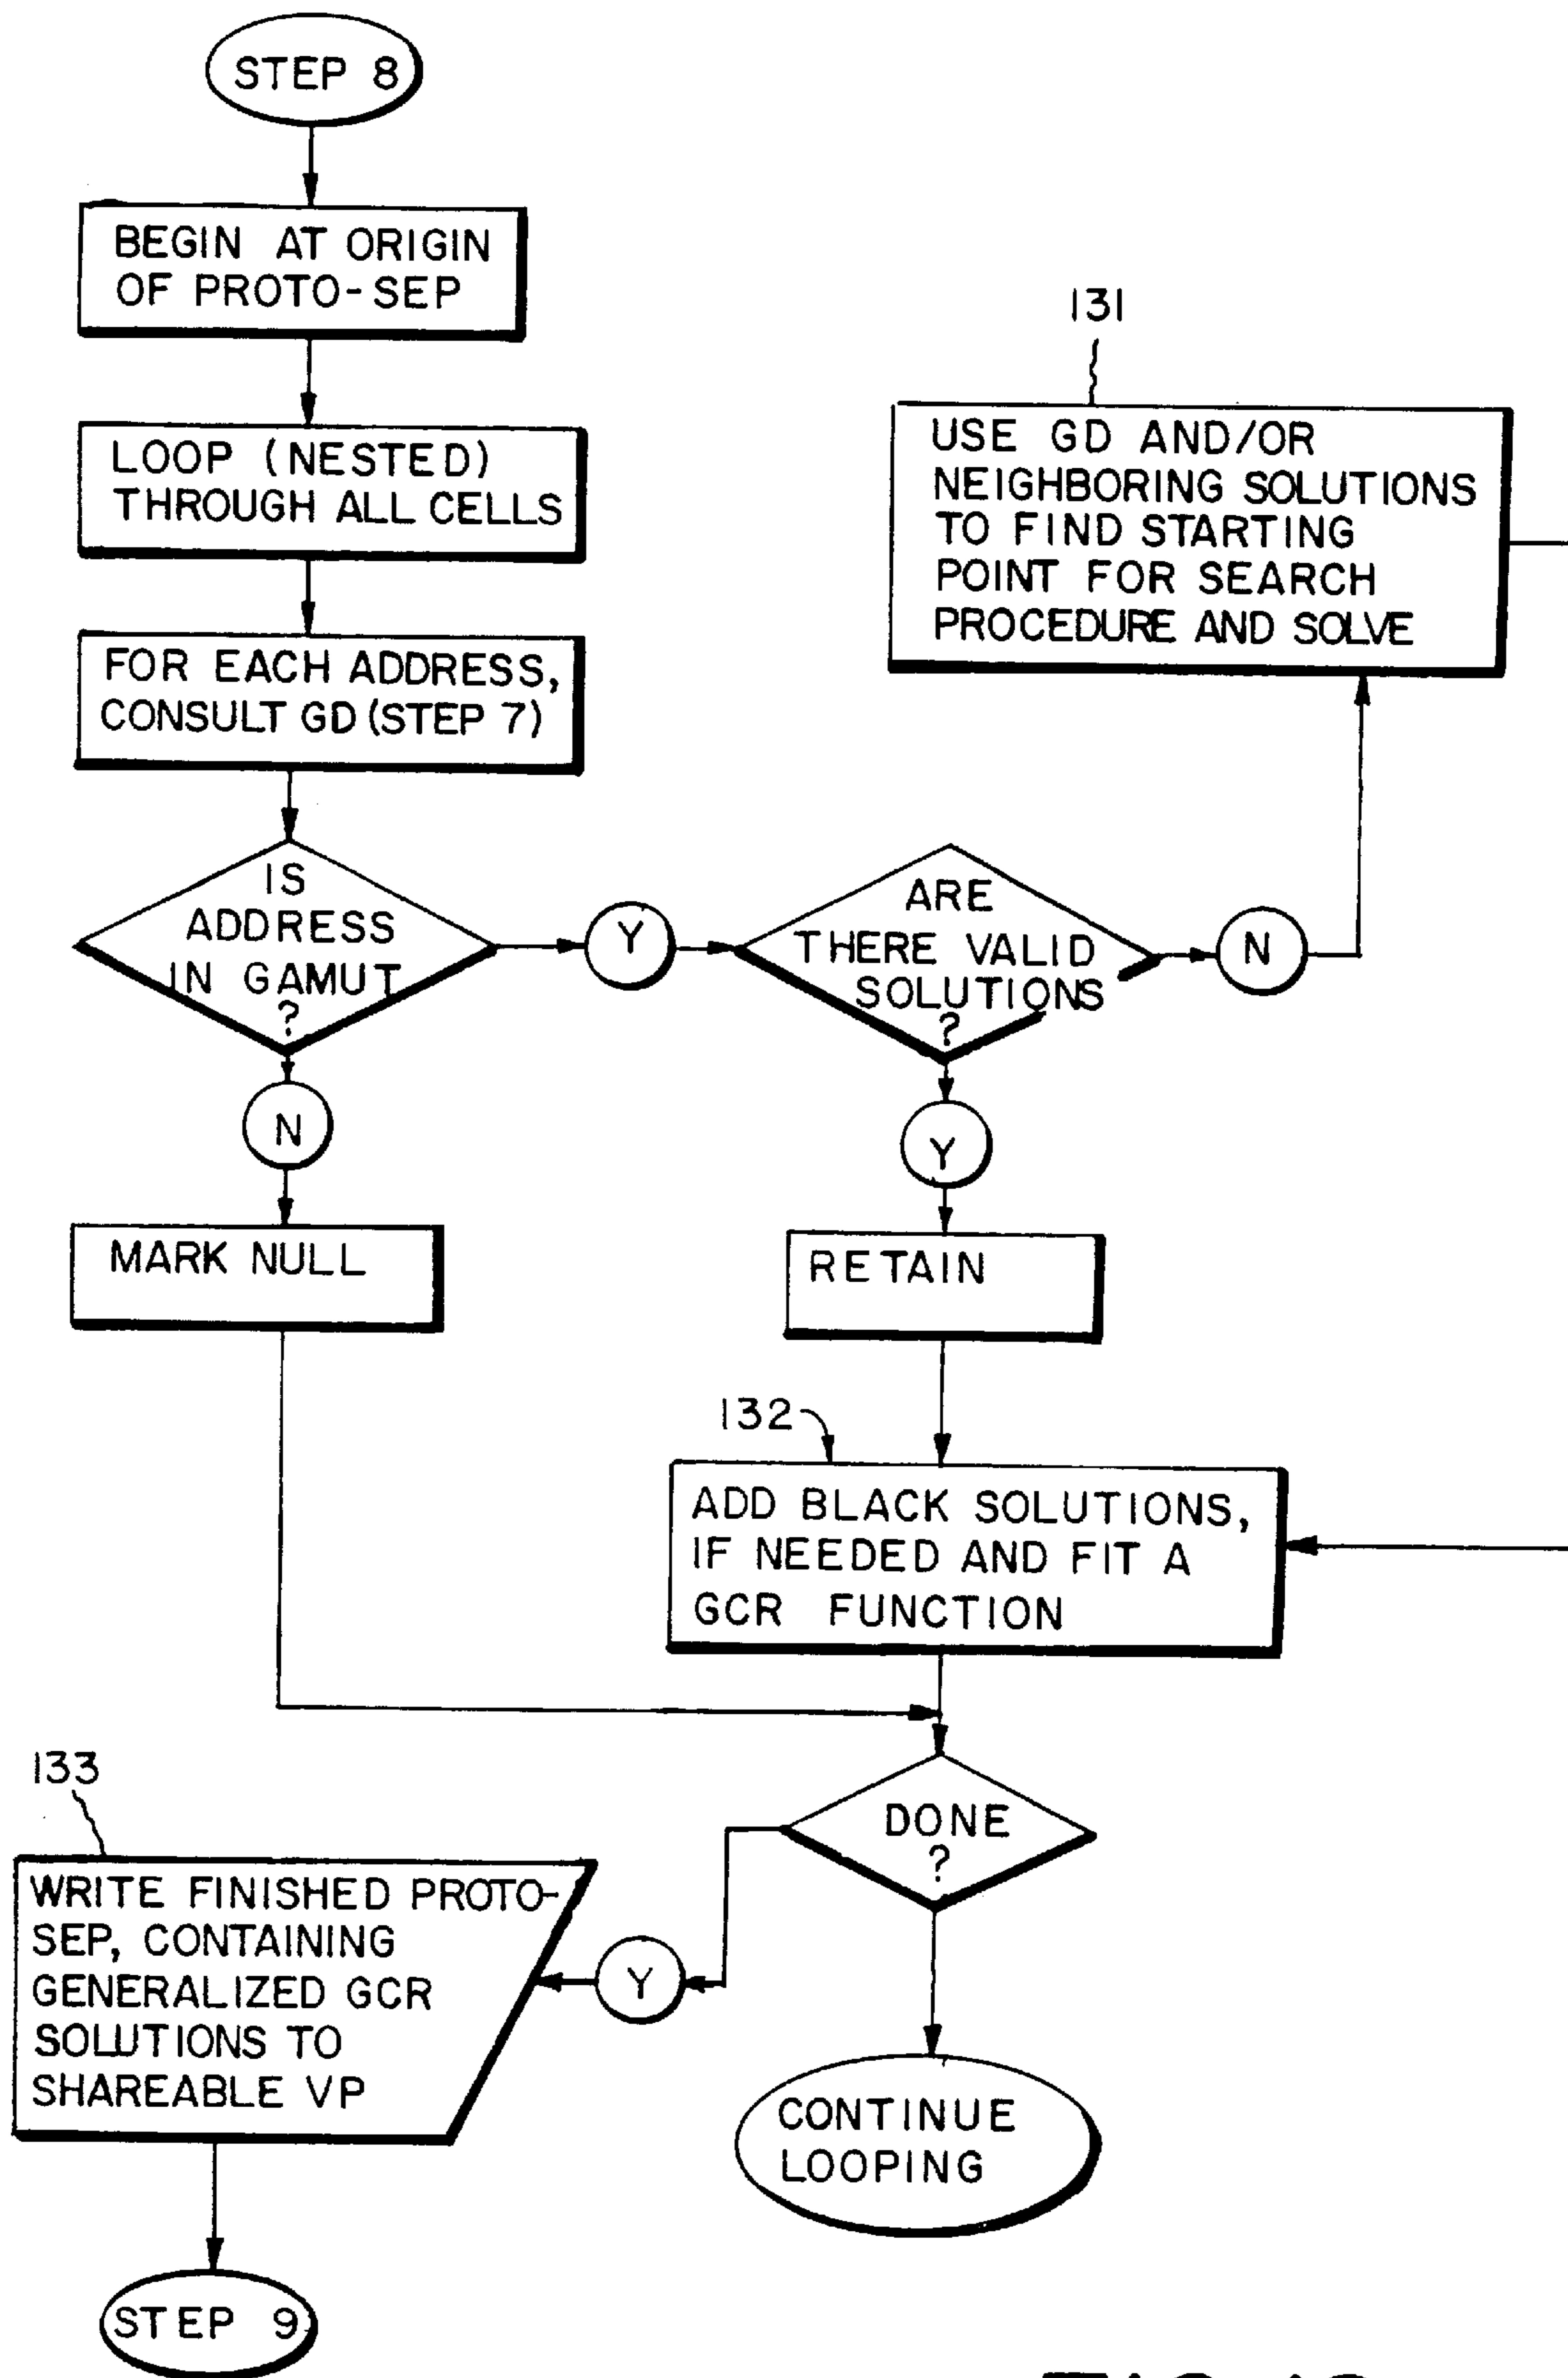 STEP 8
BEGIN AT ORIGIN
OF PROTO-SEP
LOOP (NESTED)
THROUGH ALL CELLS
FOR EACH ADDRESS,
CONSULT GD (STEP 7)
131
USE GD AND/OR
NEIGHBORING SOLUTIONS
TO FIND STARTING
POINT FOR SEARCH
PROCEDURE AND SOLVE
IS
ADDRESS
IN GAMUT
?
Y
ARE
THERE VALID
SOLUTIONS
?
N
N
Y
MARK NULL
RETAIN
132
ADD BLACK SOLUTIONS,
IF NEEDED AND FIT A
GCR FUNCTION
DONE
?
133
WRITE FINISHED PROTO-
SEP, CONTAINING
GENERALIZED GCR
SOLUTIONS TO
SHAREABLE VP
Y
CONTINUE
LOOPING
STEP 9